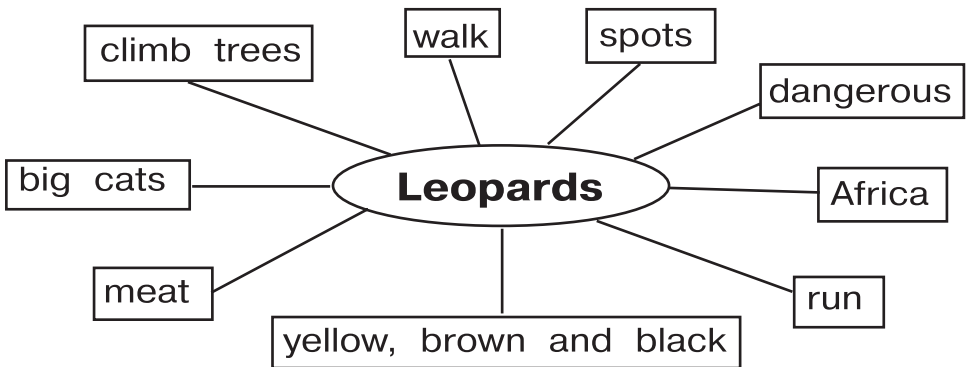 walk
spots
climb trees
dangerous
big cats
Leopards
Africa
meat
run
yellow, brown and black